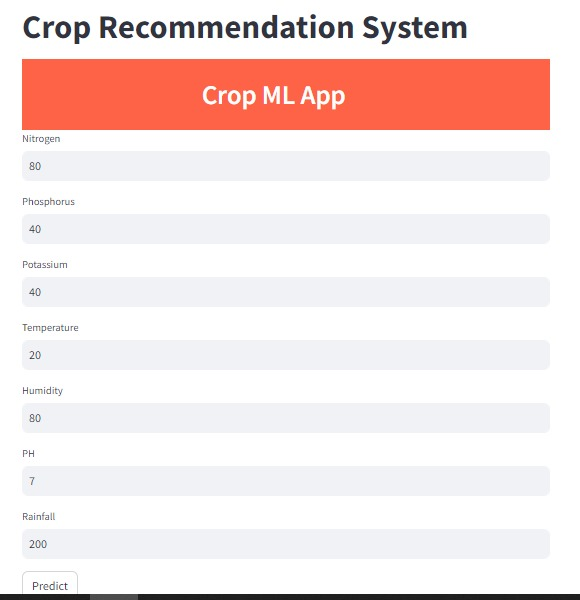 Crop Recommendation System
Crop ML App
Nitrogen
80
Phosphorus
40
Potassium
40
Temperature
20
Humidity
80
PH
7
Rainfall
200
Predict